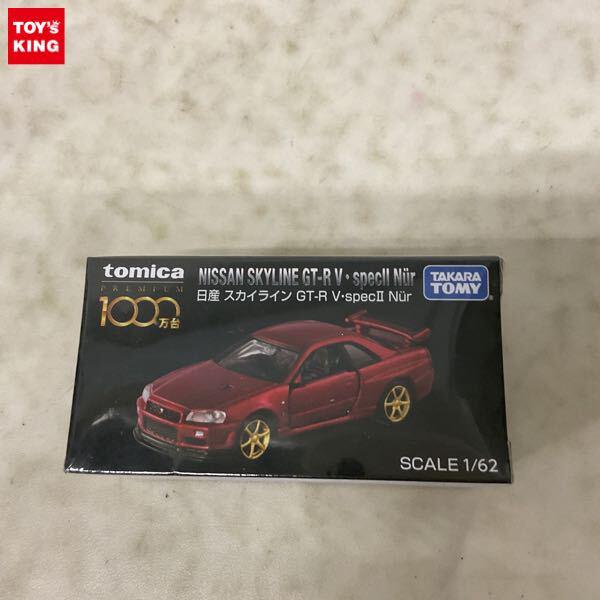 TOY's
KING
tomica
PREMIUM
1000万台
NISSAN SKYLINE GT-R V・specII Nür
日産 スカイライン GT-R V・specII Nür
TAKARA
TOMY
SCALE 1/62